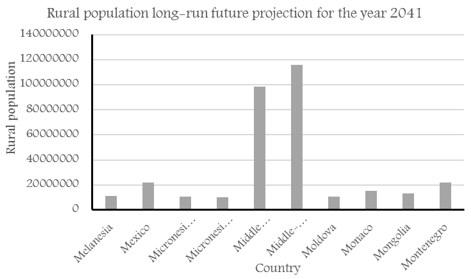 Rural population long-run future projection for the year 2041
140000000
120000000
100000000
80000000
60000000
40000000
20000000
0
Rural population
Melanesia
Mexico
Micronesi...
Micronesi...
Middle...
Middle-...
Moldova
Monaco
Mongolia
Montenegro
Country